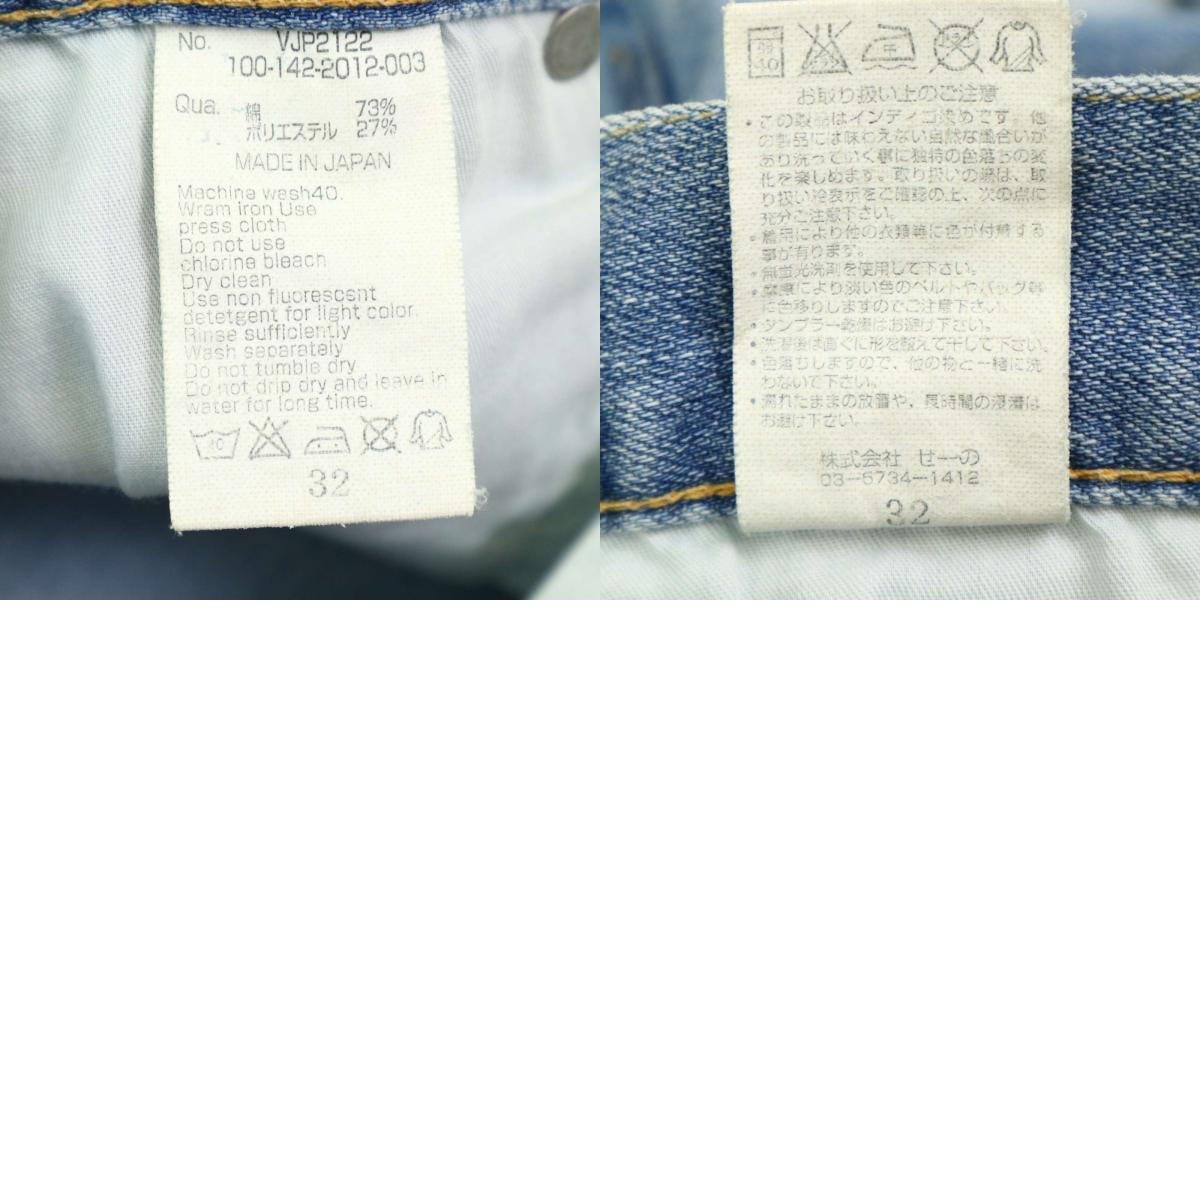 No. VJP2122
100-142-2012-003
Qua. 綿 73%
ポリエステル 27%
MADE IN JAPAN
Machina wesh40.
Wram iron Use
press cloth
Do not use
chlorine bleach
Dry clean
Use non fluorescent
detetgent for light color.
Rinse sufficiently
Wash separately
Do not tumble dry
Do not drip dry and leave in
water for long time.
40
32
40
お取り扱い上のご注意
・この製品はインディゴ染めです。他
の製品には味わえない自然な風合いが
あり洗っていく事に独特の色落ちの変
化を楽しめます。取り扱いの際は、取
り扱い絵表示をご確認の上、次の点に
充分ご注意下さい。
・着用により他の衣類等に色が付着する
事が有ります。
・無蛍光洗剤を使用して下さい。
・摩擦により淡い色のベルトやバッグ等
に色移りしますのでご注意下さい。
・タンブラー乾燥はお避け下さい。
・洗濯後は直ぐに形を整えて干して下さい。
・色落ちしますので、他の物と一緒に洗
わないで下さい。
・濡れたままの放置や、長時間の浸漬は
お避け下さい。
株式会社 せーの
03-5734-1412
32